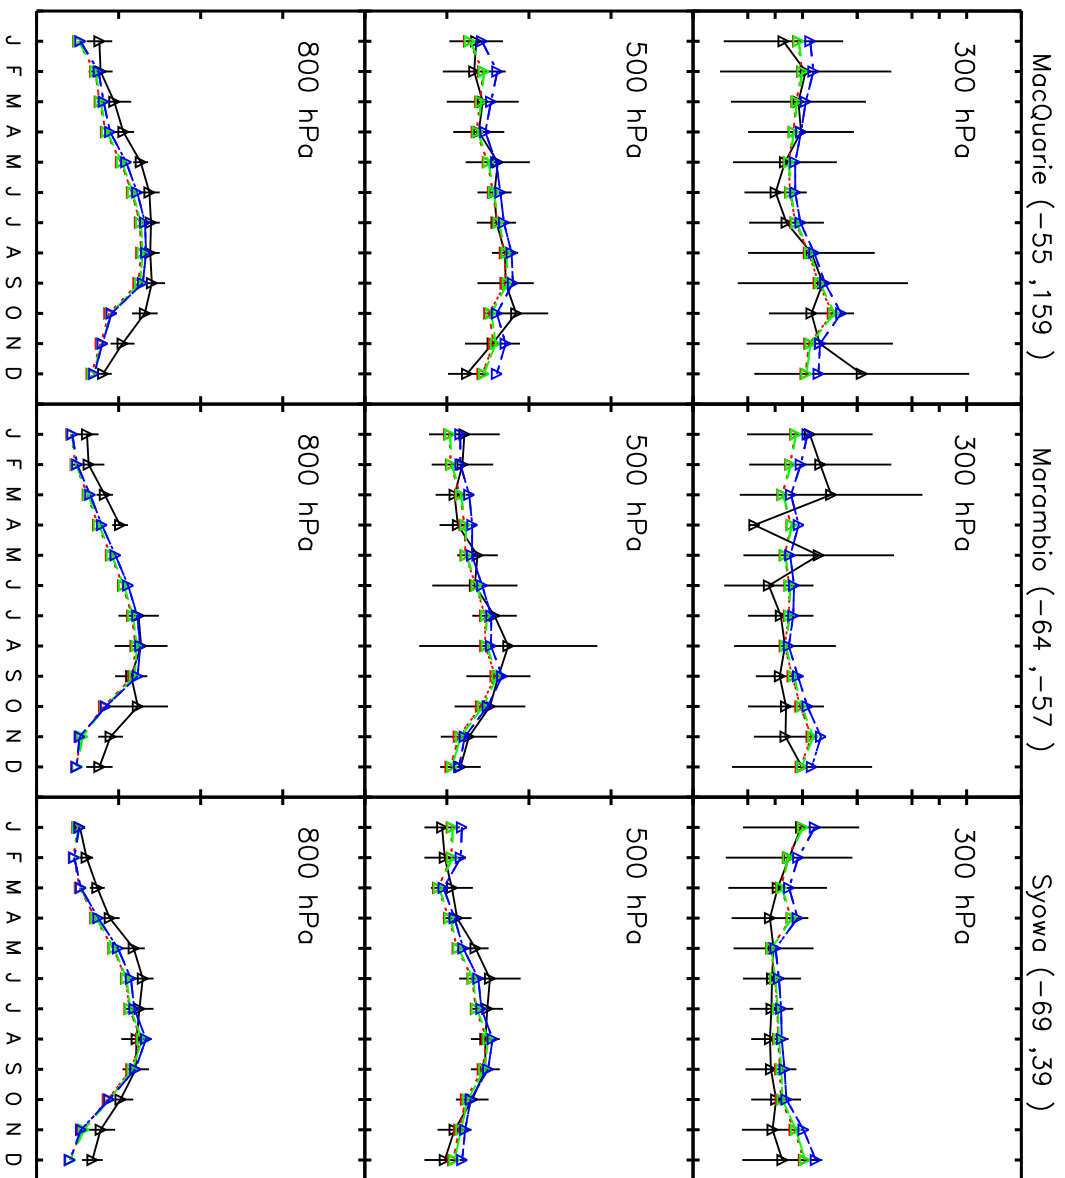 MacQuarie (-55 ,159 )
300 hPa
500 hPa
800 hPa
J F M A M J J A S O N D
Marambio (-64 ,-57 )
300 hPa
500 hPa
800 hPa
J F M A M J J A S O N D
Syowa (-69 ,39 )
300 hPa
500 hPa
800 hPa
J F M A M J J A S O N D